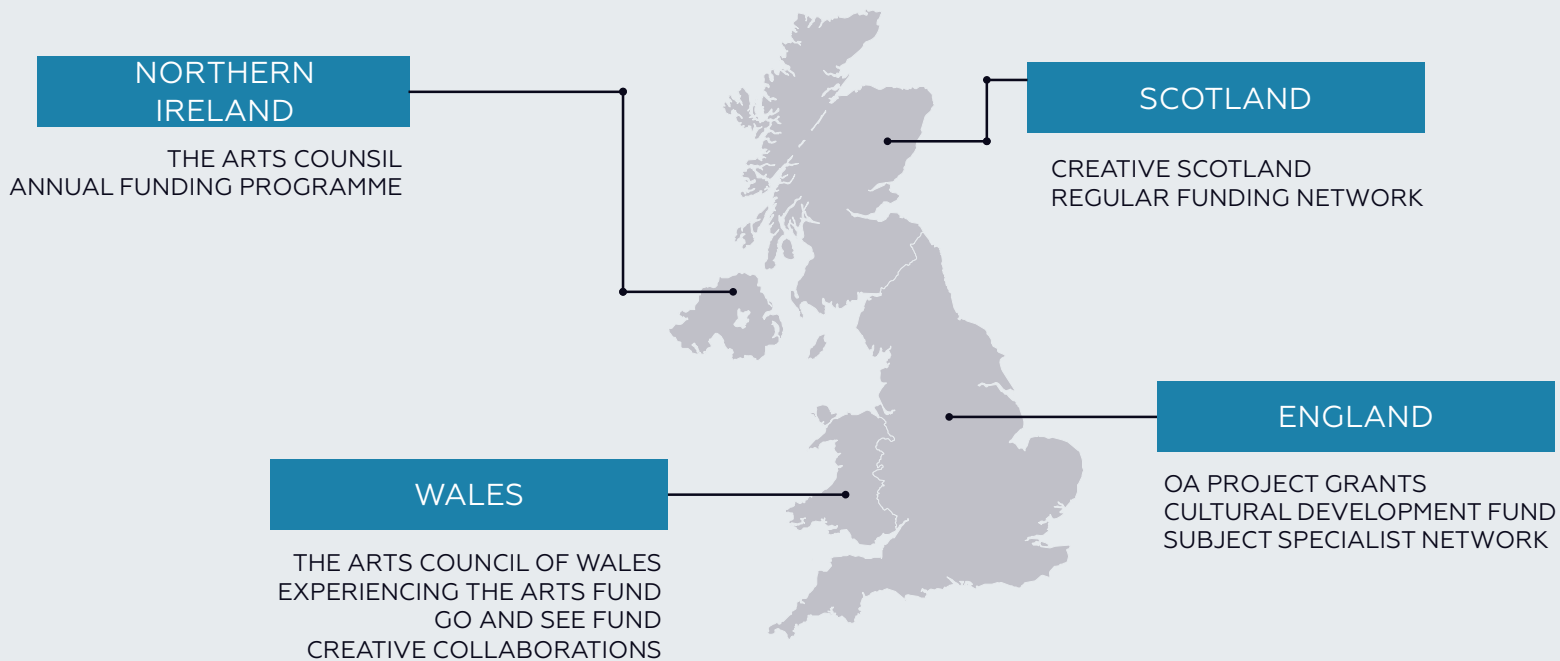 NORTHERN
IRELAND
THE ARTS COUNSIL
ANNUAL FUNDING PROGRAMME
SCOTLAND
CREATIVE SCOTLAND
REGULAR FUNDING NETWORK
ENGLAND
OA PROJECT GRANTS
CULTURAL DEVELOPMENT FUND
SUBJECT SPECIALIST NETWORK
WALES
THE ARTS COUNCIL OF WALES
EXPERIENCING THE ARTS FUND
GO AND SEE FUND
CREATIVE COLLABORATIONS